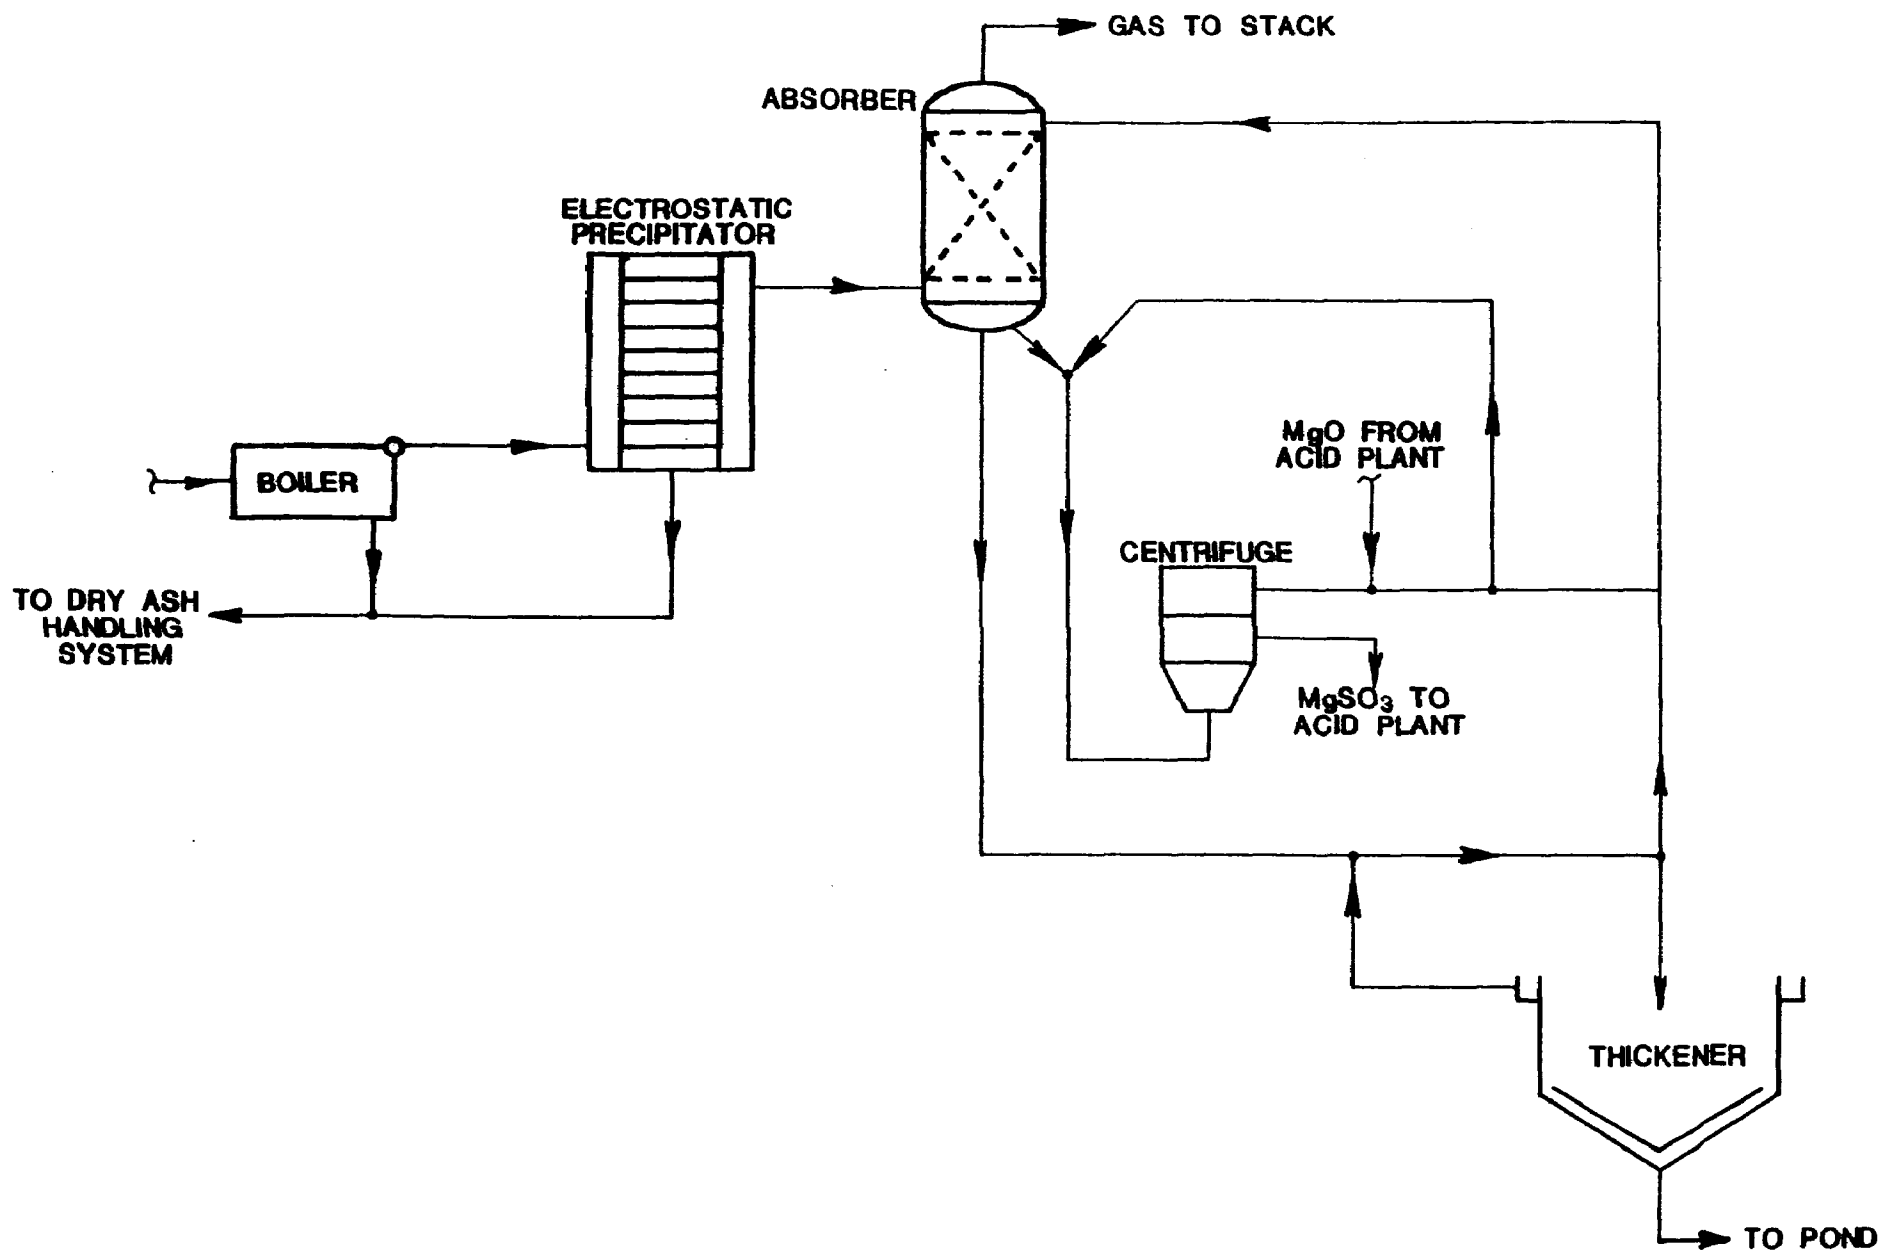 GAS TO STACK
ABSORBER
ELECTROSTATIC
PRECIPITATOR
MgO FROM
ACID PLANT
BOILER
CENTRIFUGE
TO DRY ASH
HANDLING
SYSTEM
MgSO₃ TO
ACID PLANT
THICKENER
TO POND